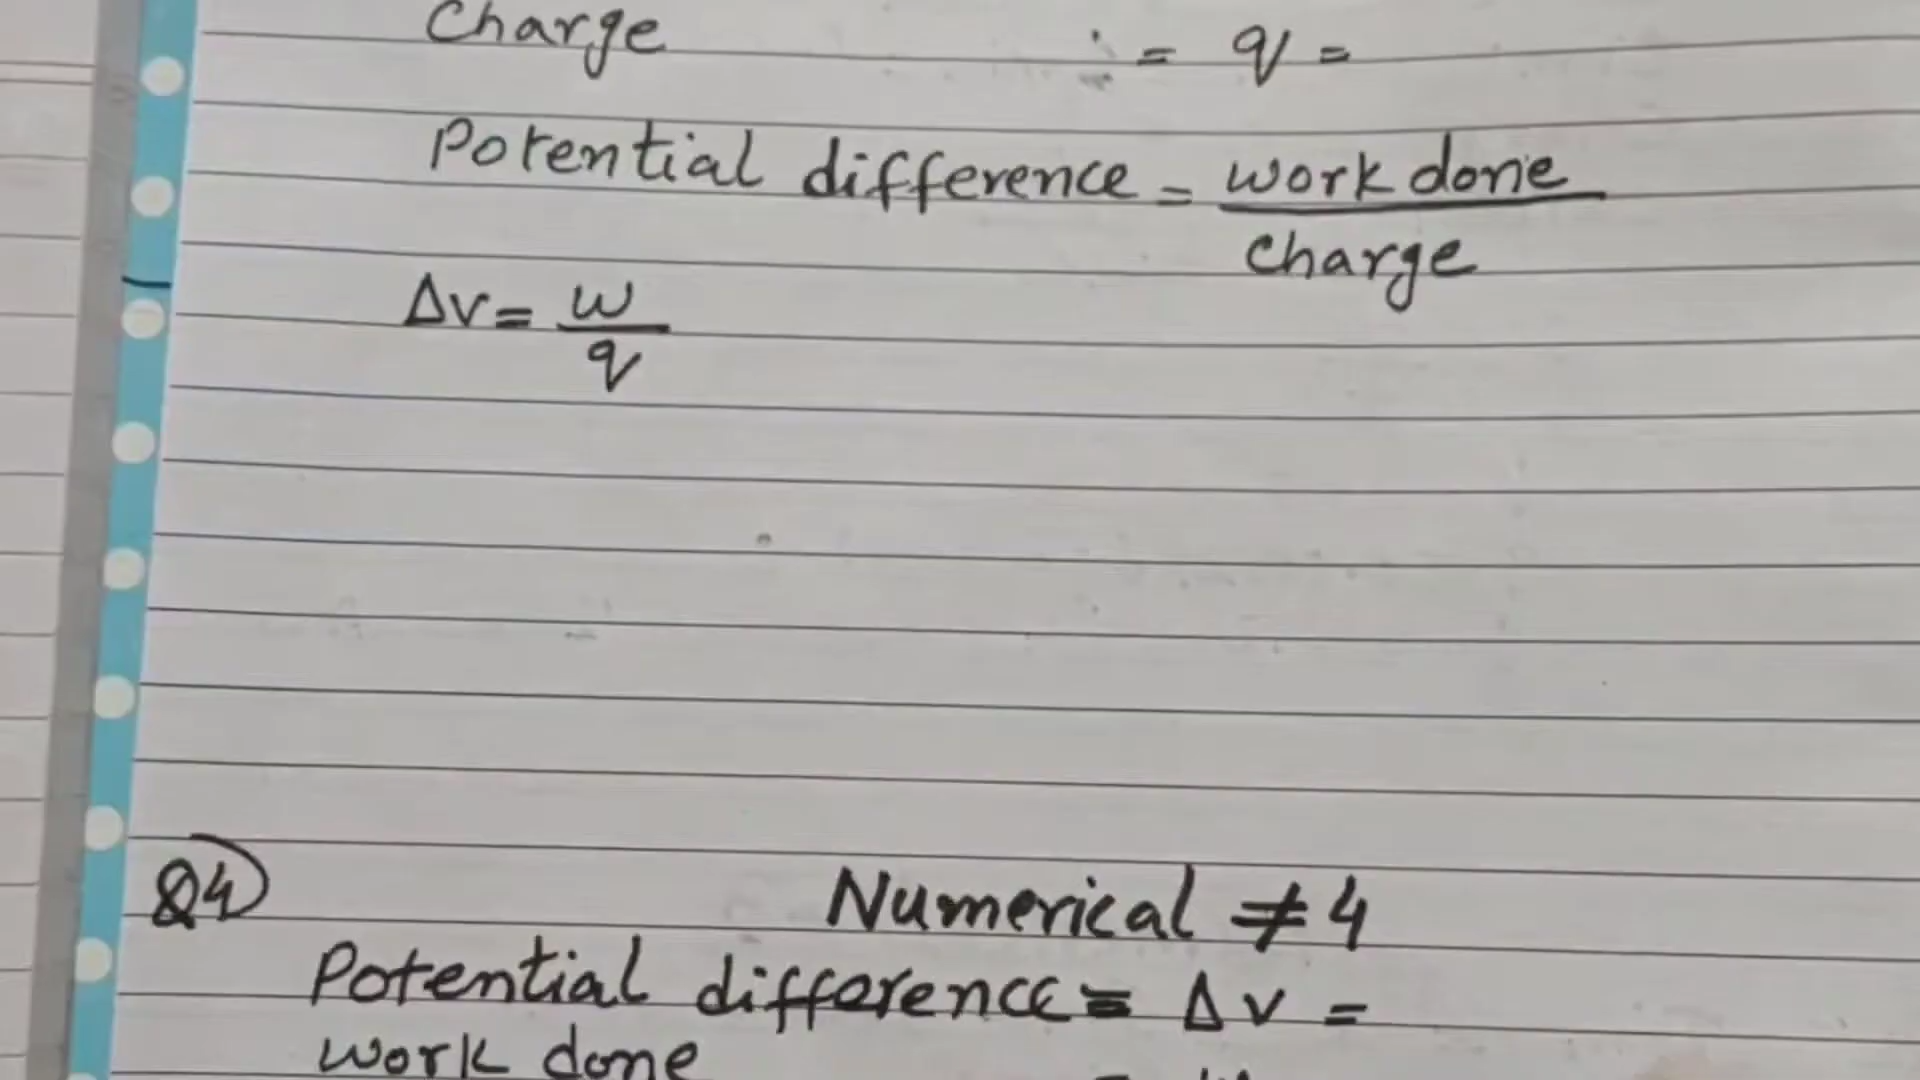 Charge = q =
Potential difference = work done
charge
Δv = w
q
Q4
Numerical ≠ 4
Potential difference = Δv =
work done = w